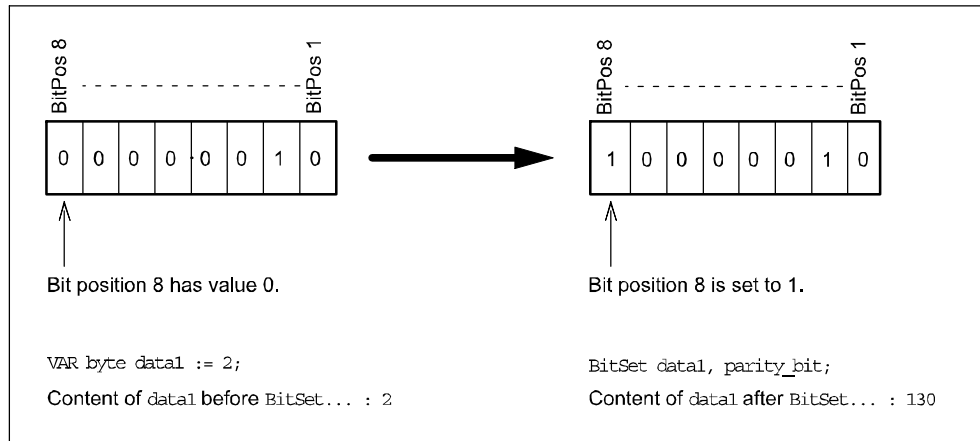 BitPos 8
BitPos 1
0 0 0 0 0 0 1 0
Bit position 8 has value 0.
VAR byte data1 := 2;
Content of data1 before BitSet... : 2
BitPos 8
BitPos 1
1 0 0 0 0 0 1 0
Bit position 8 is set to 1.
BitSet data1, parity_bit;
Content of data1 after BitSet... : 130